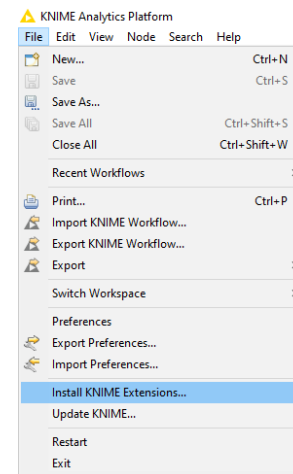 KNIME Analytics Platform
File Edit View Node Search Help
New... Ctrl+N
Save Ctrl+S
Save As...
Save All Ctrl+Shift+S
Close All Ctrl+Shift+W
Recent Workflows
Print... Ctrl+P
Import KNIME Workflow...
Export KNIME Workflow...
Export
Switch Workspace
Preferences
Export Preferences...
Import Preferences...
Install KNIME Extensions...
Update KNIME...
Restart
Exit